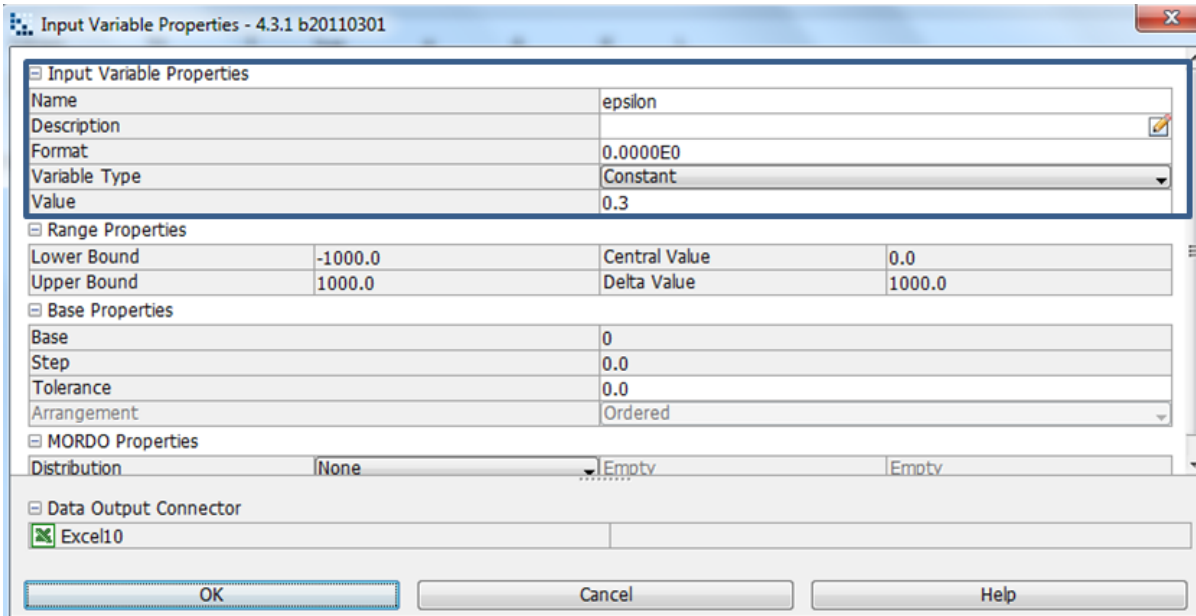 Input Variable Properties - 4.3.1 b20110301
Input Variable Properties
Name epsilon
Description
Format 0.0000E0
Variable Type Constant
Value 0.3
Range Properties
Lower Bound -1000.0 Central Value 0.0
Upper Bound 1000.0 Delta Value 1000.0
Base Properties
Base 0
Step 0.0
Tolerance 0.0
Arrangement Ordered
MORDO Properties
Distribution None Empty Empty
Data Output Connector
Excel10
OK Cancel Help